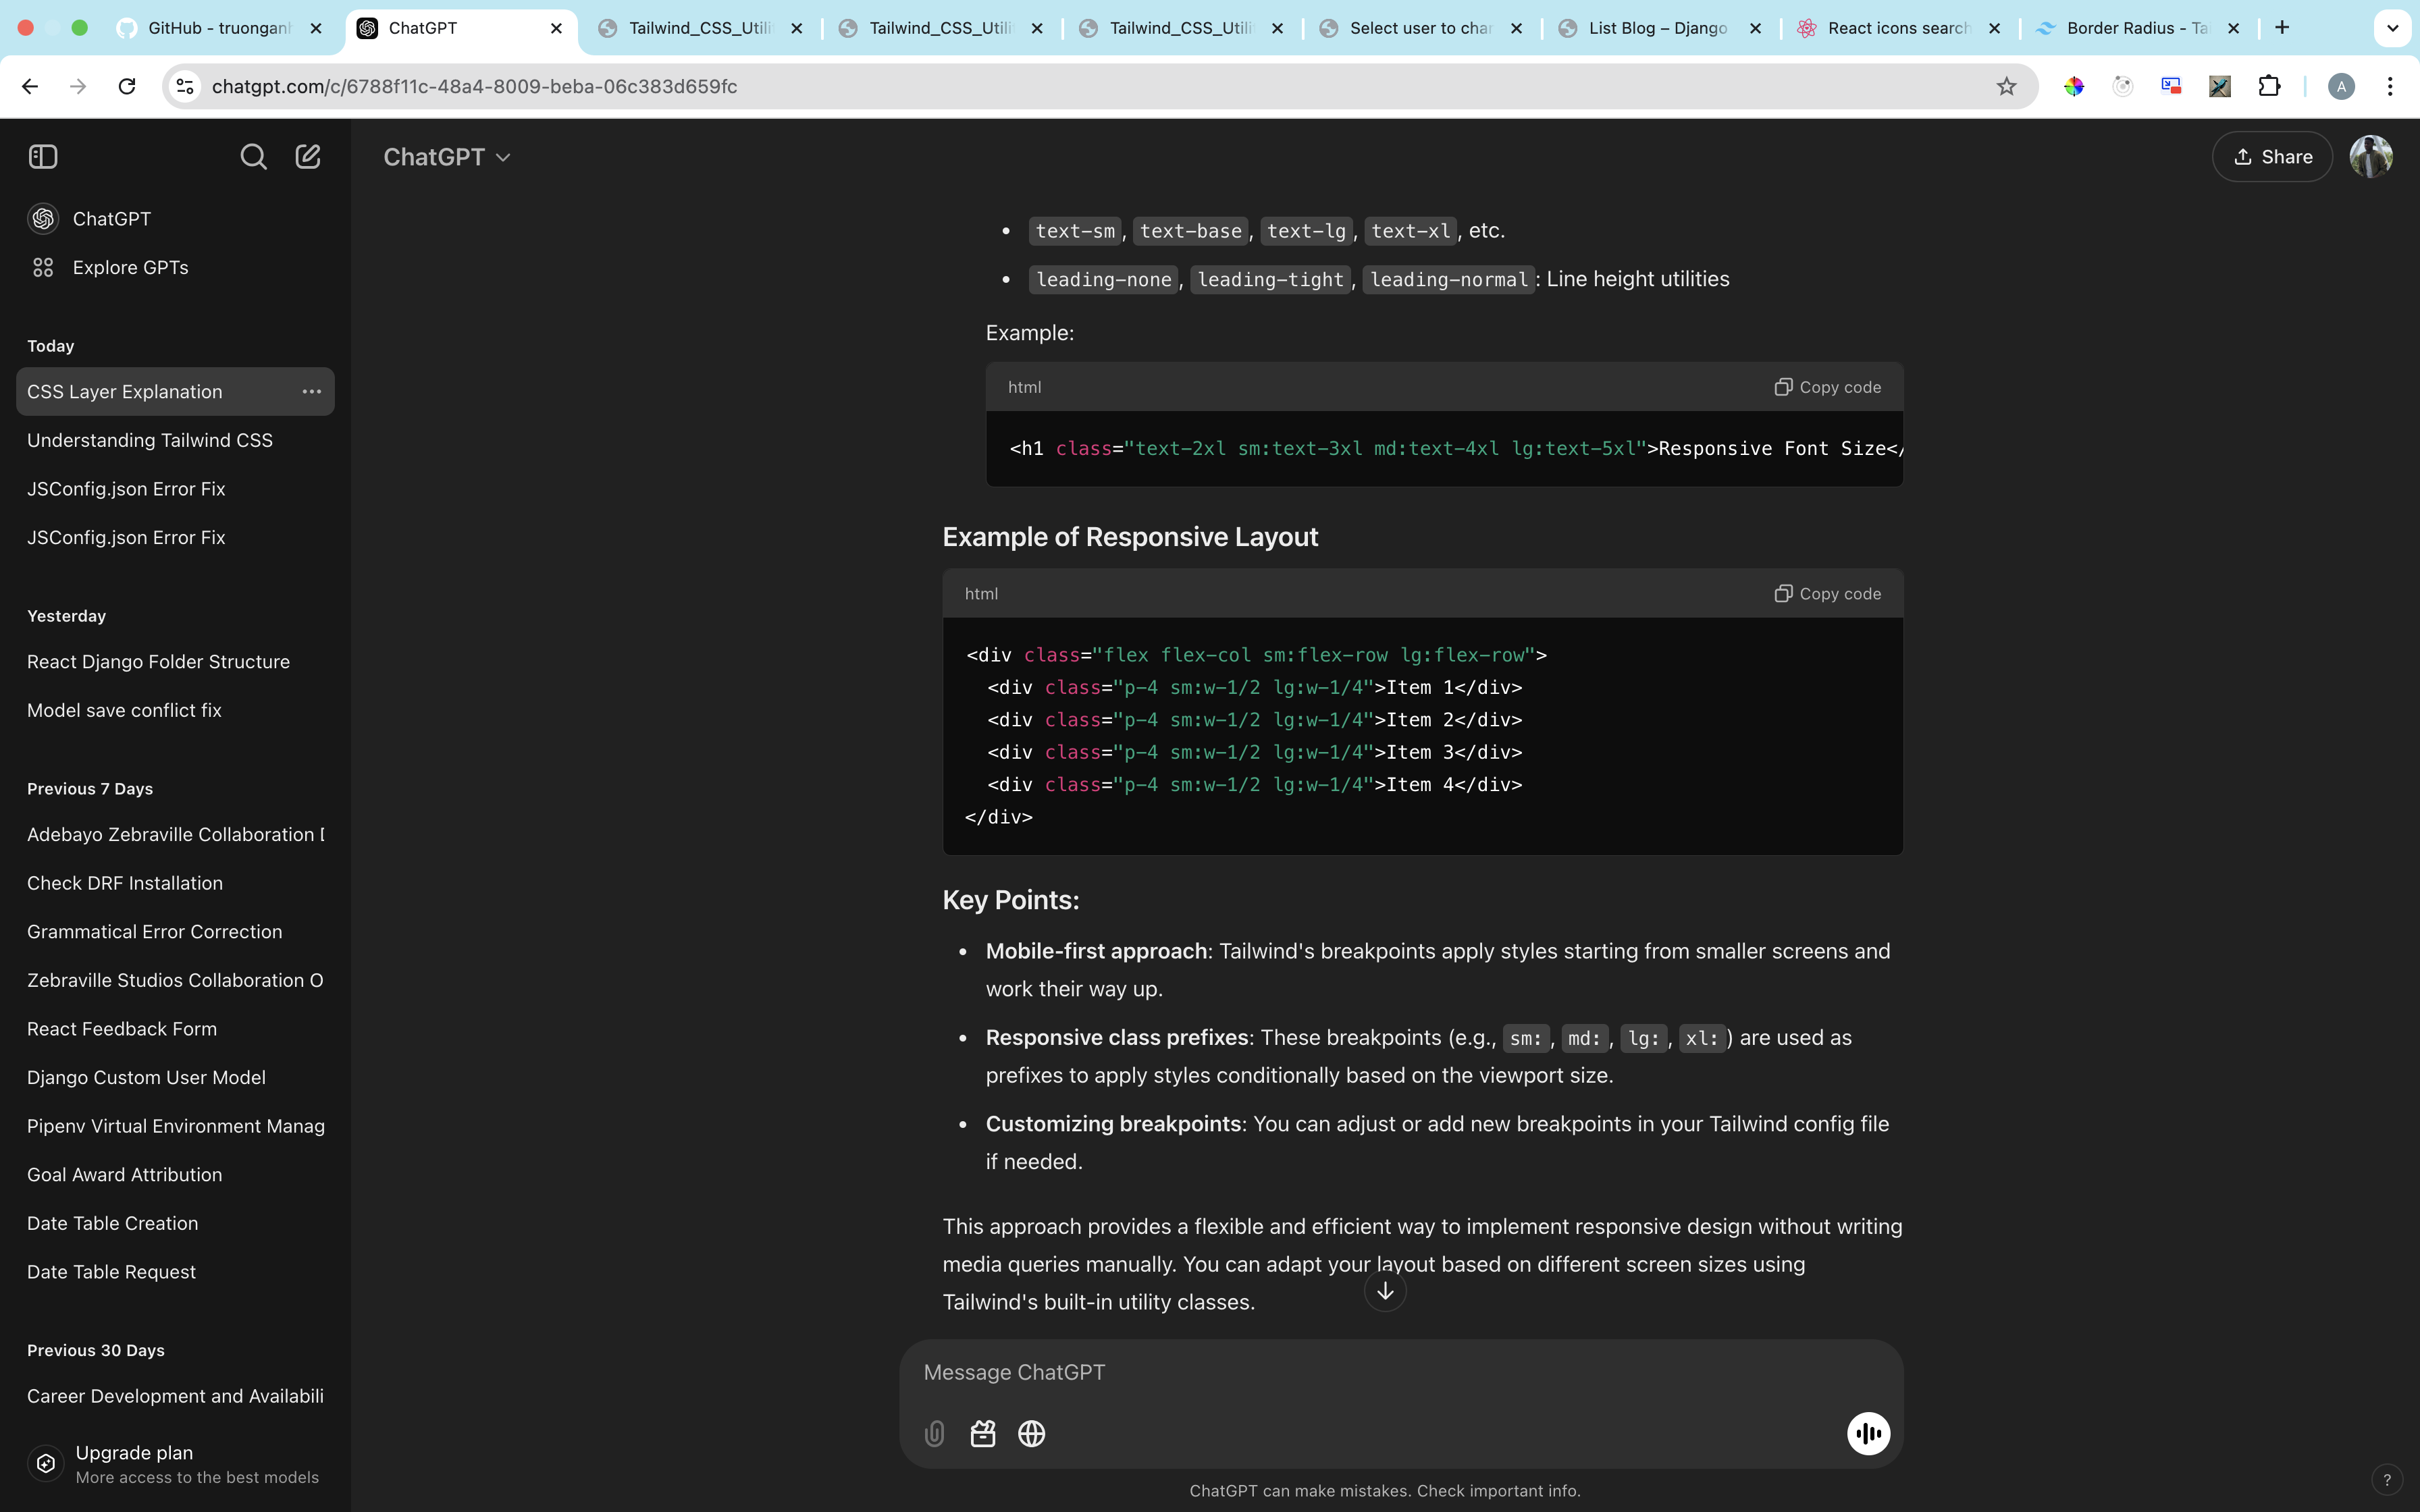 GitHub - truonganh
ChatGPT
Tailwind_CSS_Utili
Tailwind_CSS_Utili
Tailwind_CSS_Utili
Select user to chan
List Blog – Django
React icons search
Border Radius - Tai
chatgpt.com/c/6788f11c-48a4-8009-beba-06c383d659fc
A
ChatGPT
Explore GPTs
Today
CSS Layer Explanation
Understanding Tailwind CSS
JSConfig.json Error Fix
JSConfig.json Error Fix
Yesterday
React Django Folder Structure
Model save conflict fix
Previous 7 Days
Adebayo Zebraville Collaboration
Check DRF Installation
Grammatical Error Correction
Zebraville Studios Collaboration O
React Feedback Form
Django Custom User Model
Pipenv Virtual Environment Manag
Goal Award Attribution
Date Table Creation
Date Table Request
Previous 30 Days
Career Development and Availabili
Upgrade plan
More access to the best models
ChatGPT
Share
text-sm, text-base, text-lg, text-xl, etc.
leading-none, leading-tight, leading-normal: Line height utilities
Example:
html
Copy code
<h1 class="text-2xl sm:text-3xl md:text-4xl lg:text-5xl">Responsive Font Size</
Example of Responsive Layout
html
Copy code
<div class="flex flex-col sm:flex-row lg:flex-row">
<div class="p-4 sm:w-1/2 lg:w-1/4">Item 1</div>
<div class="p-4 sm:w-1/2 lg:w-1/4">Item 2</div>
<div class="p-4 sm:w-1/2 lg:w-1/4">Item 3</div>
<div class="p-4 sm:w-1/2 lg:w-1/4">Item 4</div>
</div>
Key Points:
Mobile-first approach: Tailwind's breakpoints apply styles starting from smaller screens and
work their way up.
Responsive class prefixes: These breakpoints (e.g., sm:, md:, lg:, xl:) are used as
prefixes to apply styles conditionally based on the viewport size.
Customizing breakpoints: You can adjust or add new breakpoints in your Tailwind config file
if needed.
This approach provides a flexible and efficient way to implement responsive design without writing
media queries manually. You can adapt your layout based on different screen sizes using
Tailwind's built-in utility classes.
Message ChatGPT
ChatGPT can make mistakes. Check important info.
?